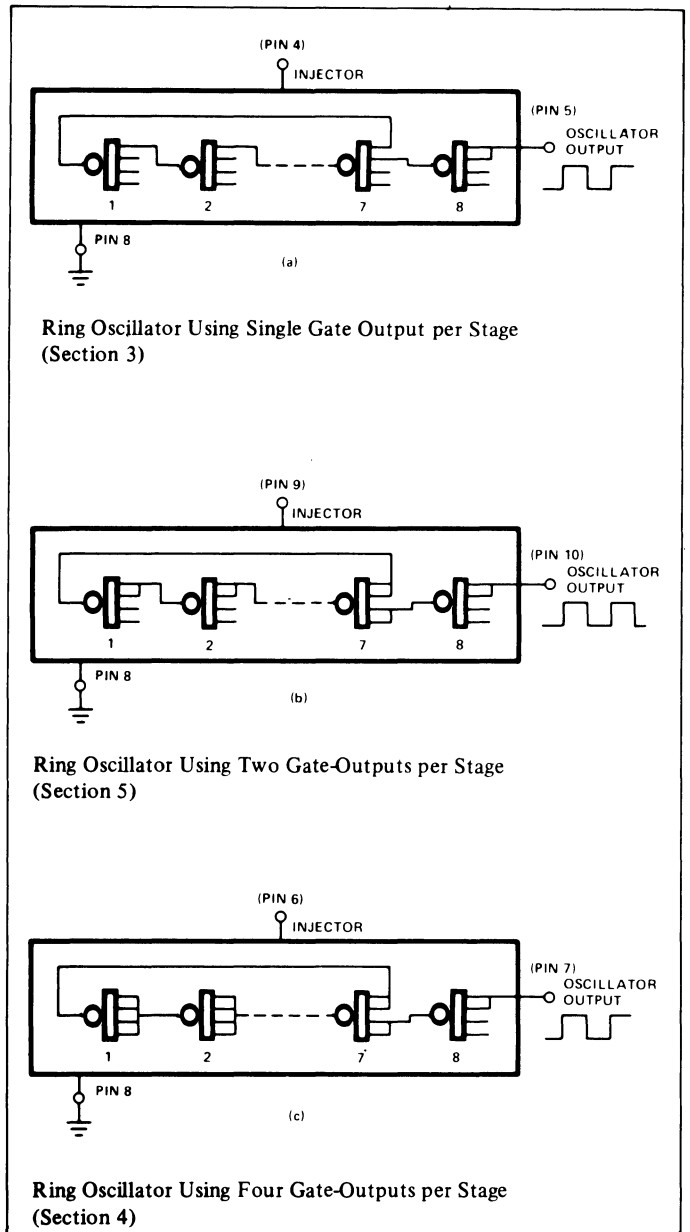 (PIN 4)
INJECTOR
(PIN 5)
OSCILLATOR
OUTPUT
1 2 7 8
PIN 8
(a)
Ring Oscillator Using Single Gate Output per Stage
(Section 3)
(PIN 9)
INJECTOR
(PIN 10)
OSCILLATOR
OUTPUT
1 2 7 8
PIN 8
(b)
Ring Oscillator Using Two Gate-Outputs per Stage
(Section 5)
(PIN 6)
INJECTOR
(PIN 7)
OSCILLATOR
OUTPUT
1 2 7 8
PIN 8
(c)
Ring Oscillator Using Four Gate-Outputs per Stage
(Section 4)